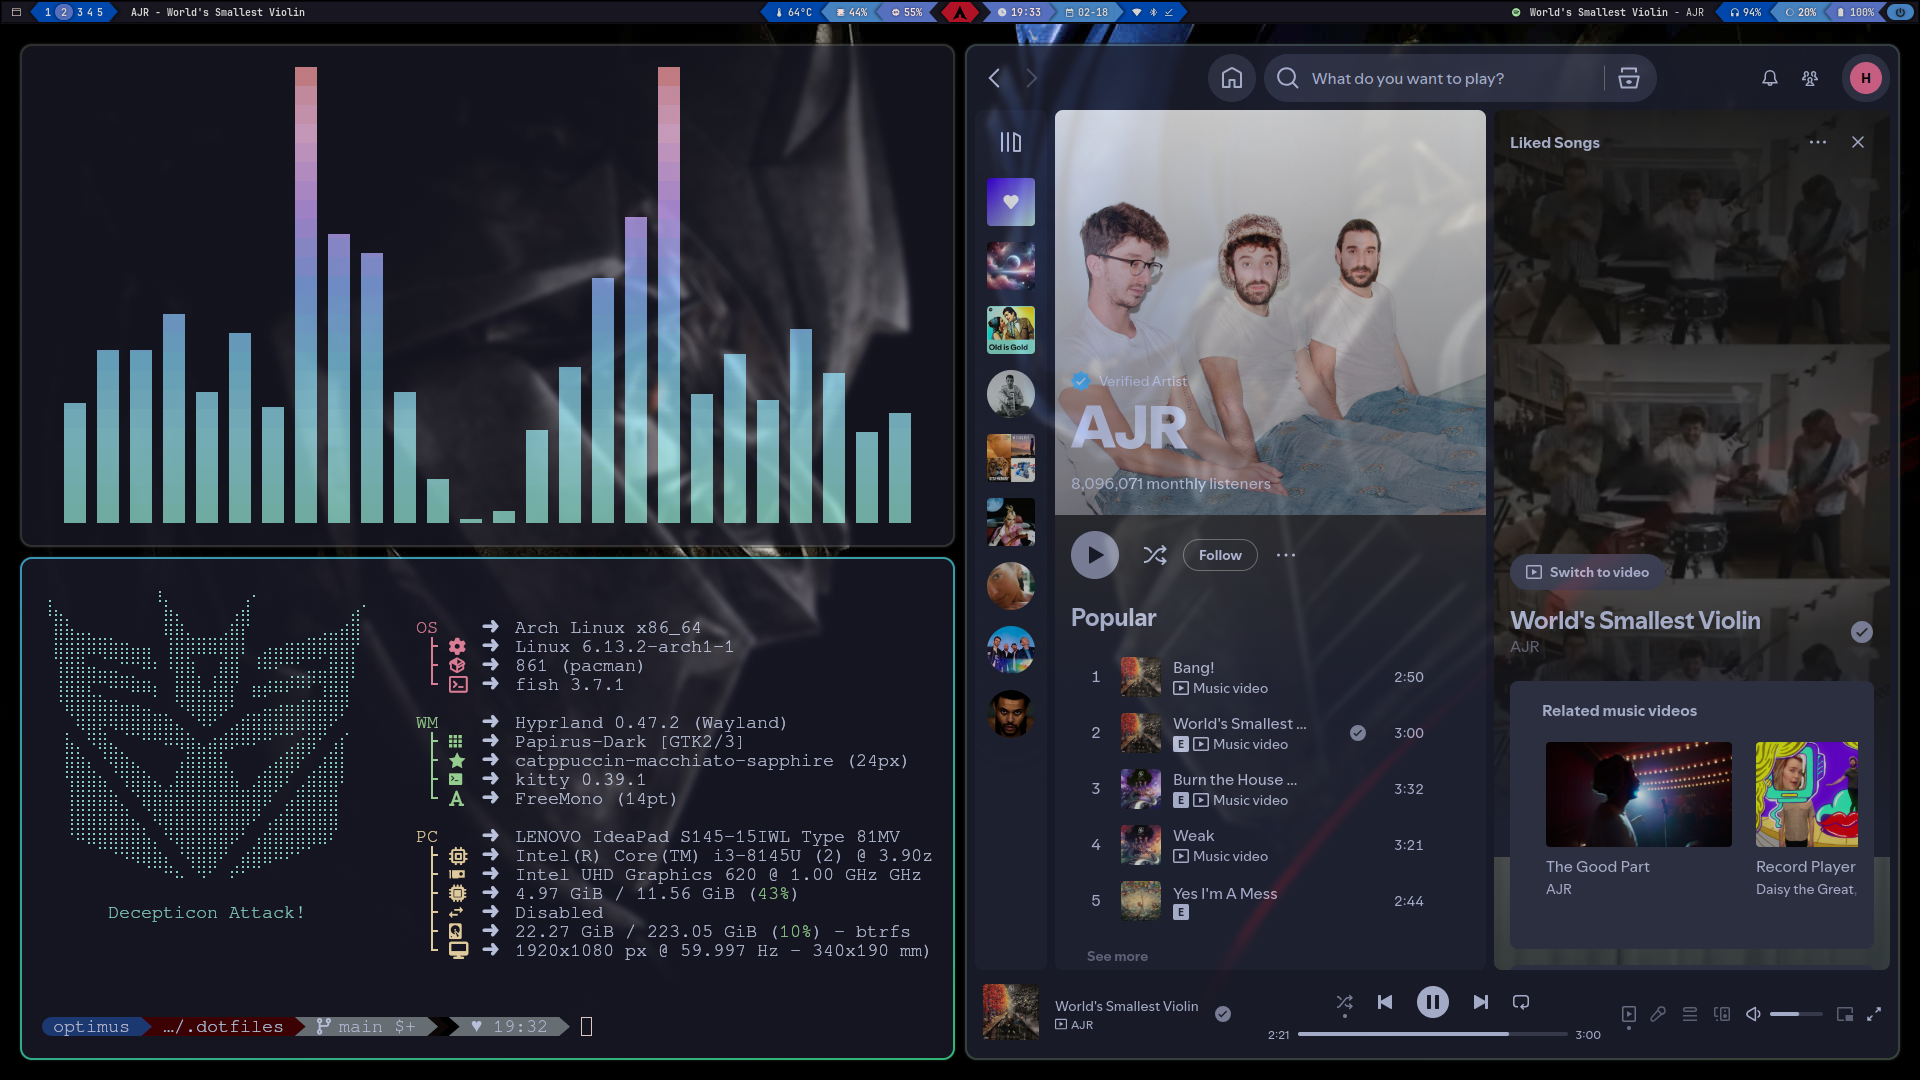 1 2 3 4 5 AJR - World's Smallest Violin
64°C 44% 55% 19:33 02-18
World's Smallest Violin - AJR 94% 20% 100%
Decepticon Attack!
OS ➜ Arch Linux x86_64
➜ Linux 6.13.2-arch1-1
➜ 861 (pacman)
➜ fish 3.7.1
WM ➜ Hyprland 0.47.2 (Wayland)
➜ Papirus-Dark [GTK2/3]
➜ catppuccin-macchiato-sapphire (24px)
➜ kitty 0.39.1
➜ FreeMono (14pt)
PC ➜ LENOVO IdeaPad S145-15IWL Type 81MV
➜ Intel(R) Core(TM) i3-8145U (2) @ 3.90z
➜ Intel UHD Graphics 620 @ 1.00 GHz GHz
➜ 4.97 GiB / 11.56 GiB (43%)
➜ Disabled
➜ 22.27 GiB / 223.05 GiB (10%) - btrfs
➜ 1920x1080 px @ 59.997 Hz - 340x190 mm)
optimus …/.dotfiles main $+ ♥ 19:32
What do you want to play?
H
Old is Gold
Verified Artist
AJR
8,096,071 monthly listeners
Follow
Popular
1 Bang! 2:50
Music video
2 World's Smallest ... 3:00
E Music video
3 Burn the House ... 3:32
E Music video
4 Weak 3:21
Music video
5 Yes I'm A Mess 2:44
E
See more
Liked Songs
Switch to video
World's Smallest Violin
AJR
Related music videos
The Good Part
AJR
Record Player
Daisy the Great,
World's Smallest Violin
AJR
2:21 3:00